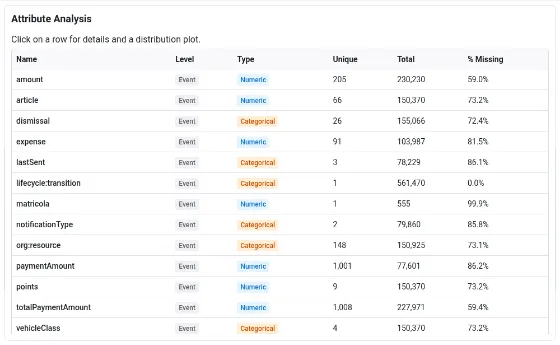 Attribute Analysis
Click on a row for details and a distribution plot.
Name Level Type Unique Total % Missing
amount Event Numeric 205 230,230 59.0%
article Event Numeric 66 150,370 73.2%
dismissal Event Categorical 26 155,066 72.4%
expense Event Numeric 91 103,987 81.5%
lastSent Event Categorical 3 78,229 86.1%
lifecycle:transition Event Categorical 1 561,470 0.0%
matricola Event Numeric 1 555 99.9%
notificationType Event Categorical 2 79,860 85.8%
org:resource Event Categorical 148 150,925 73.1%
paymentAmount Event Numeric 1,001 77,601 86.2%
points Event Numeric 9 150,370 73.2%
totalPaymentAmount Event Numeric 1,008 227,971 59.4%
vehicleClass Event Categorical 4 150,370 73.2%